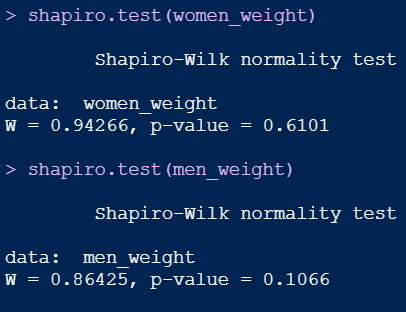 > shapiro.test(women_weight)
Shapiro-Wilk normality test
data:  women_weight
W = 0.94266, p-value = 0.6101
> shapiro.test(men_weight)
Shapiro-Wilk normality test
data:  men_weight
W = 0.86425, p-value = 0.1066